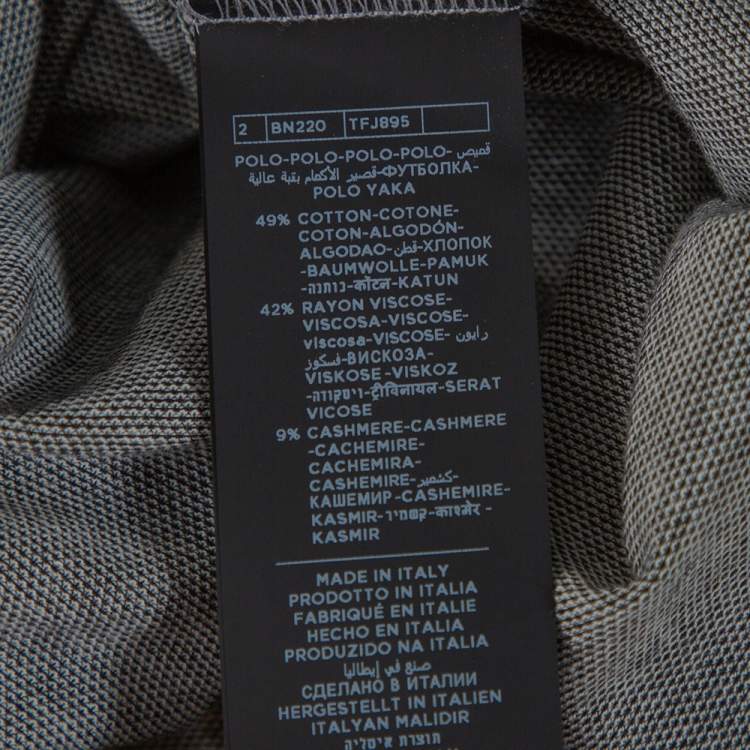 2 BN220 TFJ895
POLO-POLO-POLO-POLO-قميص
قصير الأكمام بقبة عالية-ФУТБОЛКА-
POLO YAKA
49% COTTON-COTONE-
COTON-ALGODÓN-
ALGODAO-قطن-ХЛОПОК
-BAUMWOLLE-PAMUK
-כותנה-कॉटन-KATUN
42% RAYON VISCOSE-
VISCOSA-VISCOSE-
viscosa-VISCOSE-رايون
فسكوز-ВИСКОЗА-
VISKOSE-VISKOZ
-ויסקוזה-ट्रीविनायल-SERAT
VICOSE
9% CASHMERE-CASHMERE
-CACHEMIRE-
CACHEMIRA-
CASHEMIRE-كشمير-
КАШЕМИР-CASHEMIRE-
KASMIR-קשמיר-काश्मेर-
KASMIR
MADE IN ITALY
PRODOTTO IN ITALIA
FABRIQUÉ EN ITALIE
HECHO EN ITALIA
PRODUZIDO NA ITALIA
صنع في إيطاليا
СДЕЛАНО В ИТАЛИИ
HERGESTELLT IN ITALIEN
ITALYAN MALIDIR
תוצרת איטליה